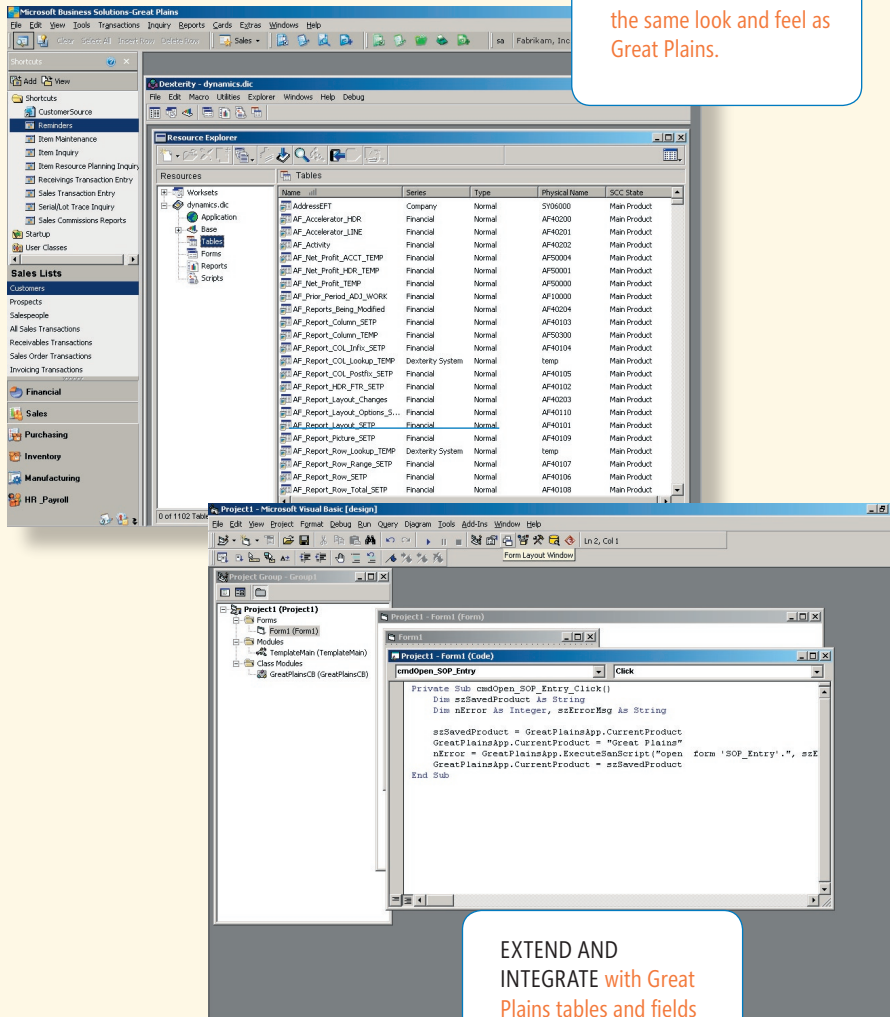 the same look and feel as
Great Plains.
Microsoft Business Solutions-Great Plains
File Edit View Tools Transactions Inquiry Reports Cards Extras Windows Help
Clear Select All Insert Row Delete Row Sales sa Fabrikam, Inc
Shortcuts
Add View
Shortcuts
CustomerSource
Reminders
Item Maintenance
Item Inquiry
Item Resource Planning Inquiry
Receivings Transaction Entry
Sales Transaction Entry
Serial/Lot Trace Inquiry
Sales Commissions Reports
Startup
User Classes
Sales Lists
Customers
Prospects
Salespeople
All Sales Transactions
Receivables Transactions
Sales Order Transactions
Invoicing Transactions
Financial
Sales
Purchasing
Inventory
Manufacturing
HR _Payroll
Dexterity - dynamics.dic
File Edit Macro Utilities Explorer Windows Help Debug
Resource Explorer
Resources
Worksets
dynamics.dic
Application
Base
Tables
Forms
Reports
Scripts
Tables
Name Series Type Physical Name SCC State
AddressEFT Company Normal SY06000 Main Product
AF_Accelerator_HDR Financial Normal AF40200 Main Product
AF_Accelerator_LINE Financial Normal AF40201 Main Product
AF_Activity Financial Normal AF40202 Main Product
AF_Net_Profit_ACCT_TEMP Financial Normal AF50004 Main Product
AF_Net_Profit_HDR_TEMP Financial Normal AF50001 Main Product
AF_Net_Profit_TEMP Financial Normal AF50000 Main Product
AF_Prior_Period_ADJ_WORK Financial Normal AF10000 Main Product
AF_Reports_Being_Modified Financial Normal AF40204 Main Product
AF_Report_Column_SETP Financial Normal AF40103 Main Product
AF_Report_Column_TEMP Financial Normal AF50300 Main Product
AF_Report_COL_Infix_SETP Financial Normal AF40104 Main Product
AF_Report_COL_Lookup_TEMP Dexterity System Normal temp Main Product
AF_Report_COL_Postfix_SETP Financial Normal AF40105 Main Product
AF_Report_HDR_FTR_SETP Financial Normal AF40102 Main Product
AF_Report_Layout_Changes Financial Normal AF40203 Main Product
AF_Report_Layout_Options_S... Financial Normal AF40110 Main Product
AF_Report_Layout_SETP Financial Normal AF40101 Main Product
AF_Report_Picture_SETP Financial Normal AF40109 Main Product
AF_Report_Row_Lookup_TEMP Dexterity System Normal temp Main Product
AF_Report_Row_Range_SETP Financial Normal AF40107 Main Product
AF_Report_Row_SETP Financial Normal AF40106 Main Product
AF_Report_Row_Total_SETP Financial Normal AF40108 Main Product
0 of 1102 Table
Project1 - Microsoft Visual Basic [design]
File Edit View Project Format Debug Run Query Diagram Tools Add-Ins Window Help
Ln 2, Col 1
Form Layout Window
Project Group - Group1
Project1 (Project1)
Forms
Form1 (Form1)
Modules
TemplateMain (TemplateMain)
Class Modules
GreatPlainsCB (GreatPlainsCB)
Project1 - Form1 (Form)
Form1
Project1 - Form1 (Code)
cmdOpen_SOP_Entry Click
Private Sub cmdOpen_SOP_Entry_Click()
Dim szSavedProduct As String
Dim nError As Integer, szErrorMsg As String
szSavedProduct = GreatPlainsApp.CurrentProduct
GreatPlainsApp.CurrentProduct = "Great Plains"
nError = GreatPlainsApp.ExecuteSanScript("open form 'SOP_Entry'.", szE
GreatPlainsApp.CurrentProduct = szSavedProduct
End Sub
EXTEND AND
INTEGRATE with Great
Plains tables and fields